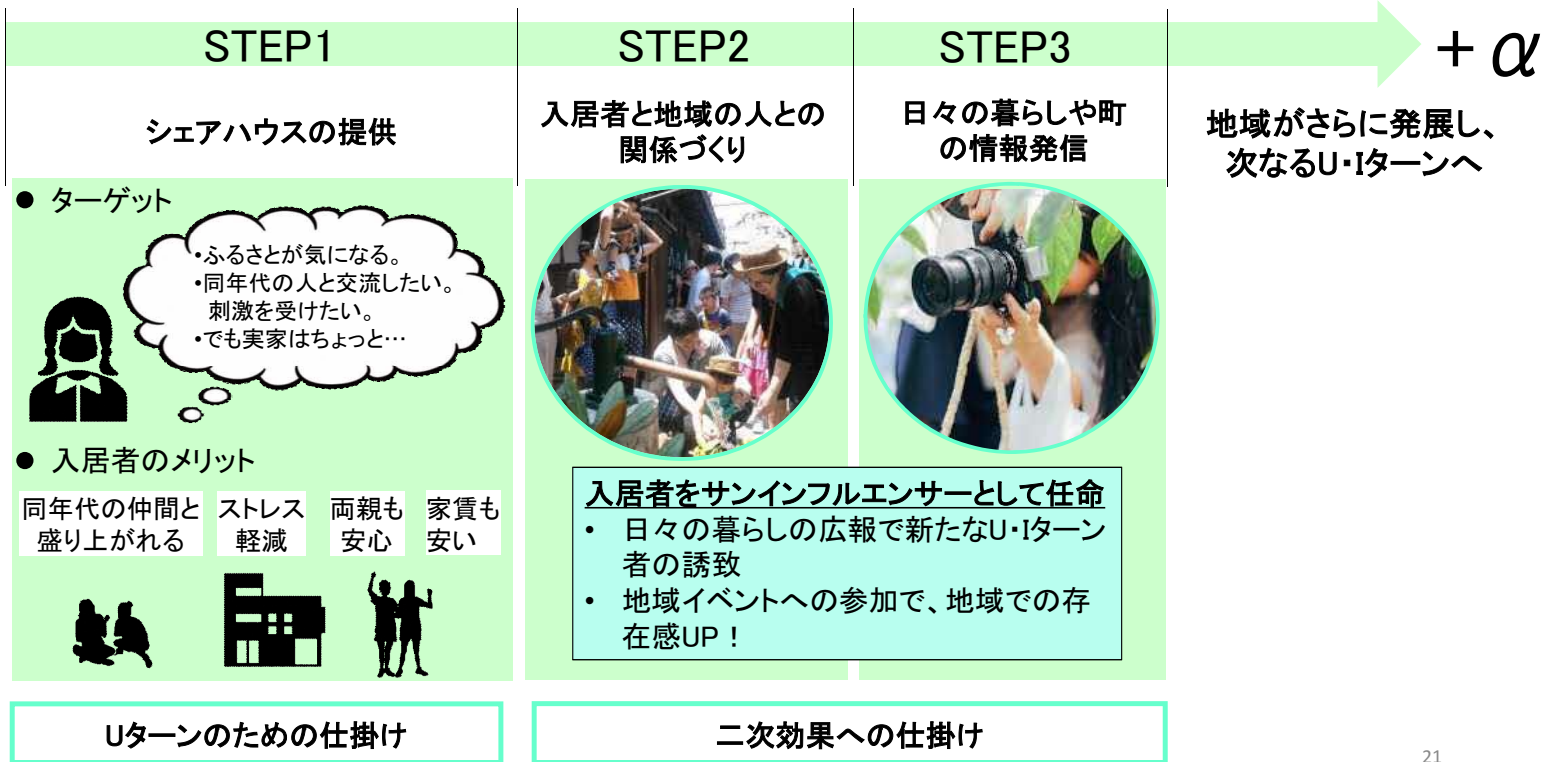 STEP1
STEP2
STEP3
+α
シェアハウスの提供
入居者と地域の人との
関係づくり
日々の暮らしや町
の情報発信
地域がさらに発展し、
次なるU・Iターンへ
● ターゲット
・ふるさとが気になる。
・同年代の人と交流したい。
刺激を受けたい。
・でも実家はちょっと…
● 入居者のメリット
同年代の仲間と
盛り上がれる
ストレス
軽減
両親も
安心
家賃も
安い
入居者をサンインフルエンサーとして任命
• 日々の暮らしの広報で新たなU・Iターン
者の誘致
• 地域イベントへの参加で、地域での存
在感UP！
Uターンのための仕掛け
二次効果への仕掛け
21